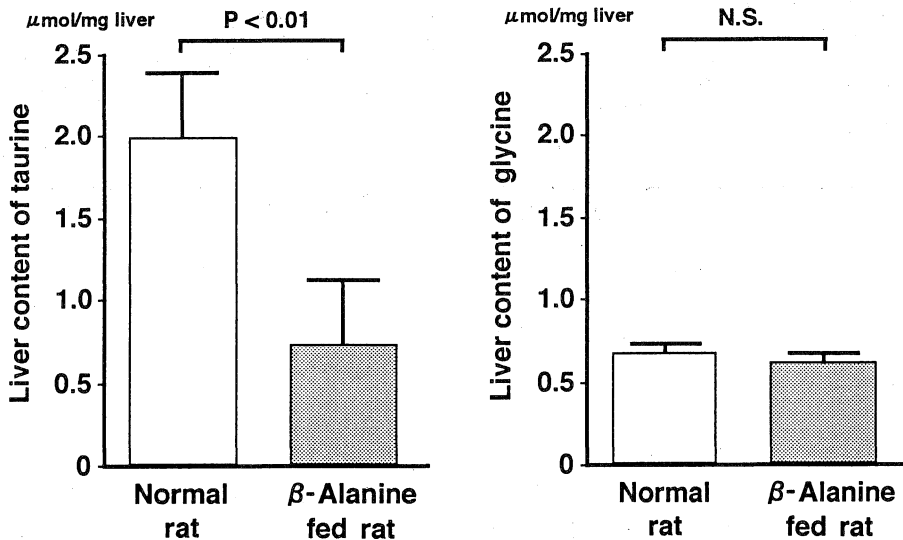 μmol/mg liver
P < 0.01
Liver content of taurine
2.5
2.0
1.5
1.0
0.5
0
Normal
rat
β-Alanine
fed rat
μmol/mg liver
N.S.
Liver content of glycine
2.5
2.0
1.5
1.0
0.5
0
Normal
rat
β-Alanine
fed rat